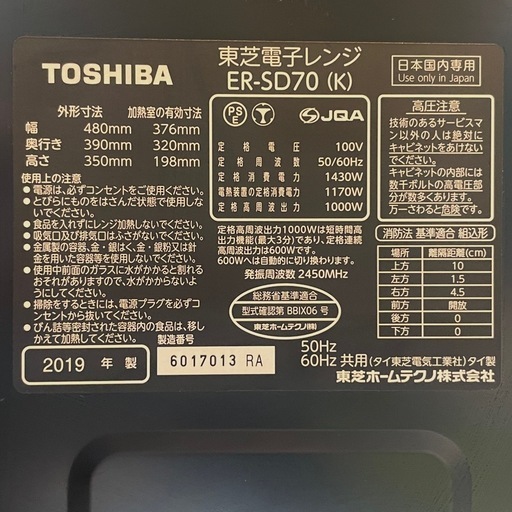 TOSHIBA
東芝電子レンジ
ER-SD70 (K)
日本国内専用
Use only in Japan
外形寸法 加熱室の有効寸法
幅 480mm 376mm
奥行き 390mm 320mm
高さ 350mm 198mm
PSE
JQA
定格電圧 100V
定格周波数 50/60Hz
定格消費電力 1430W
電熱装置の定格消費電力 1170W
定格高周波出力 1000W
定格高周波出力1000Wは短時間高
出力機能(最大3分)であり、定格連続
高周波出力は600Wです。
600Wへは自動的に切り換わります。
発振周波数 2450MHz
総務省基準適合
型式確認第 BBIX06 号
東芝ホームテクノ(株)
高圧注意
技術のあるサービスマ
ン以外の人は絶対に
キャビネットをあけない
でください。
キャビネットの内部には
数千ボルトの高電圧部
分が数多くあります。
万一さわると危険です。
消防法 基準適合 組込形
場所 離隔距離(cm)
上方 10
左方 1.5
右方 4.5
前方 開放
後方 0
下方 0
使用上の注意
●電源は、必ずコンセントをご使用ください。
●とびらにものをはさんだ状態で使用しな
いでください。
●食品を入れずにレンジ加熱しないでください。
●吸気口及び排気口はふさがないでください。
●金属製の容器、金・銀はく、金・銀粉又は針
金を用いた容器等は使用しないでください。
●使用中前面のガラスに水がかかると割れる
おそれがありますので、水がかからないよ
うにしてください。
●掃除をするときには、電源プラグを必ずコン
セントから抜いてください。
●びん詰等密封された容器内の食品は、移し
かえて加熱してください。
2019 年 製
製造番号
6017013 RA
50Hz
60Hz 共用 (タイ東芝電気工業社)タイ製
東芝ホームテクノ株式会社